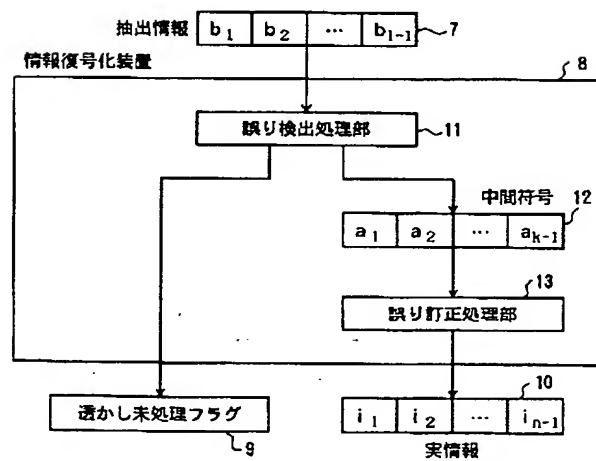 抽出情報
b1 b2 … bl-1
7
情報復号化装置
8
誤り検出処理部
11
中間符号
12
a1 a2 … ak-1
13
誤り訂正処理部
10
透かし未処理フラグ
i1 i2 … in-1
9
実情報